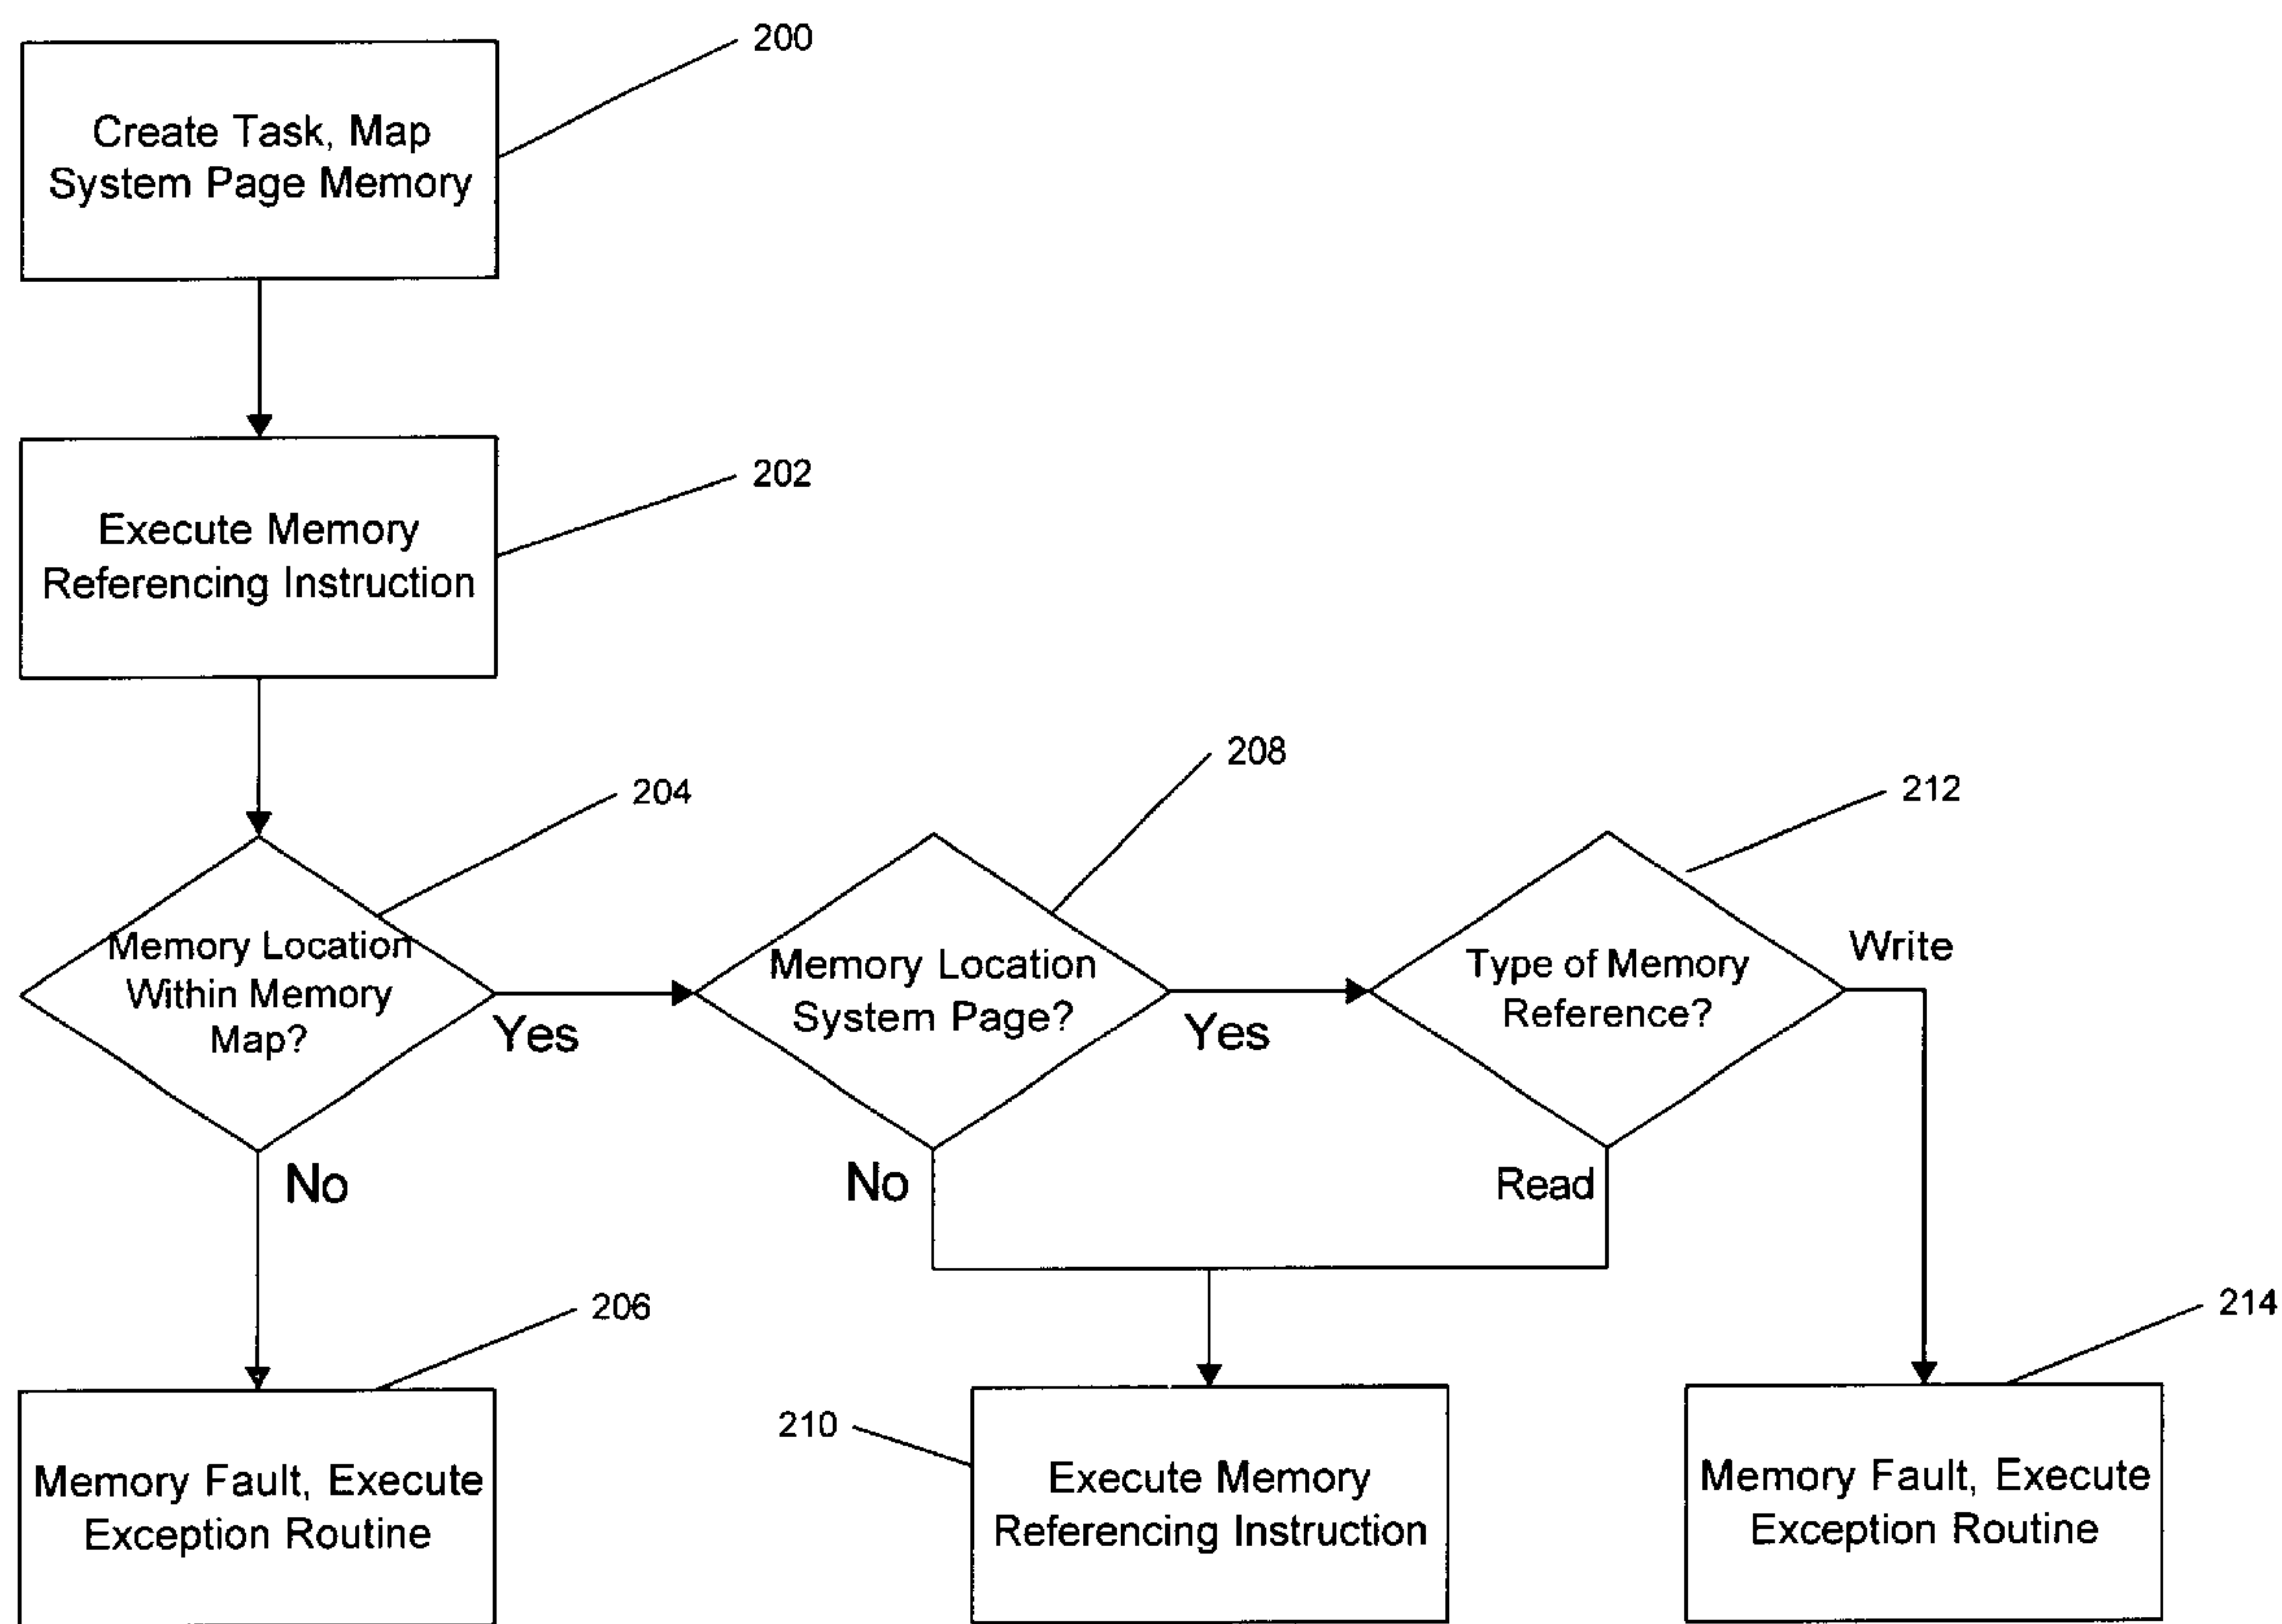 200
Create Task, Map
System Page Memory
202
Execute Memory
Referencing Instruction
204
Memory Location
Within Memory
Map?
Yes
No
208
Memory Location
System Page?
Yes
No
212
Type of Memory
Reference?
Write
Read
206
Memory Fault, Execute
Exception Routine
210
Execute Memory
Referencing Instruction
214
Memory Fault, Execute
Exception Routine